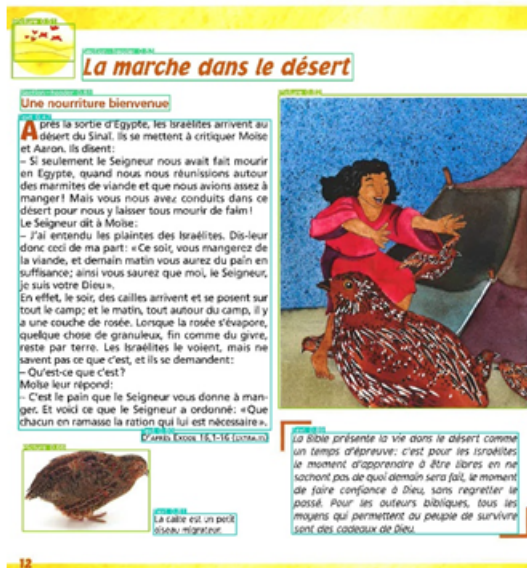 La marche dans le désert
Une nourriture bienvenue
Après la sortie d'Egypte, les Israélites arrivent au
désert du Sinaï. Ils se mettent à critiquer Moïse
et Aaron. Ils disent:
– Si seulement le Seigneur nous avait fait mourir
en Egypte, quand nous nous réunissions autour
des marmites de viande et que nous avions assez à
manger! Mais vous nous avez conduits dans ce
désert pour nous y laisser tous mourir de faim!
Le Seigneur dit à Moïse:
– J'ai entendu les plaintes des Israélites. Dis-leur
donc ceci de ma part: «Ce soir, vous mangerez de
la viande, et demain matin vous aurez du pain en
suffisance; ainsi vous saurez que moi, le Seigneur,
je suis votre Dieu».
En effet, le soir, des cailles arrivent et se posent sur
tout le camp; et le matin, tout autour du camp, il y
a une couche de rosée. Lorsque la rosée s'évapore,
quelque chose de granuleux, fin comme du givre,
reste par terre. Les Israélites le voient, mais ne
savent pas ce que c'est, et ils se demandent:
– Qu'est-ce que c'est?
Moïse leur répond:
– C'est le pain que le Seigneur vous donne à man-
ger. Et voici ce que le Seigneur a ordonné: «Que
chacun en ramasse la ration qui lui est nécessaire».
D'APRÈS EXODE 16,1-16 (EXTRAITS)
La caille est un petit
oiseau migrateur.
La Bible présente la vie dans le désert comme
un temps d'épreuve: c'est pour les Israélites
le moment d'apprendre à être libres en ne
sachant pas de quoi demain sera fait, le moment
de faire confiance à Dieu, sans regretter le
passé. Pour les auteurs bibliques, tous les
moyens qui permettent au peuple de survivre
sont des cadeaux de Dieu.
12